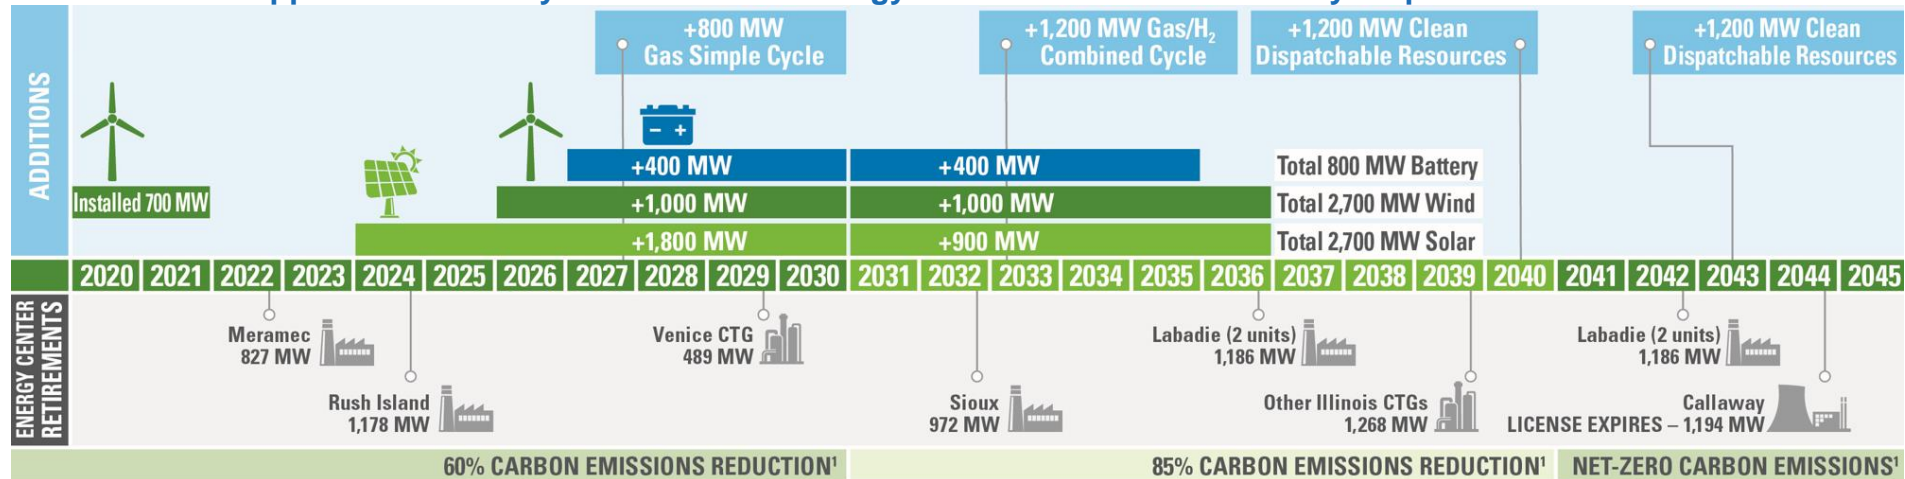 +800 MW
Gas Simple Cycle
+1,200 MW Gas/H₂
Combined Cycle
+1,200 MW Clean
Dispatchable Resources
+1,200 MW Clean
Dispatchable Resources
ADDITIONS
− +
+400 MW
+400 MW
Total 800 MW Battery
Installed 700 MW
+1,000 MW
+1,000 MW
Total 2,700 MW Wind
+1,800 MW
+900 MW
Total 2,700 MW Solar
2020 2021 2022 2023 2024 2025 2026 2027 2028 2029 2030 2031 2032 2033 2034 2035 2036 2037 2038 2039 2040 2041 2042 2043 2044 2045
ENERGY CENTER
RETIREMENTS
Meramec
827 MW
Rush Island
1,178 MW
Venice CTG
489 MW
Sioux
972 MW
Labadie (2 units)
1,186 MW
Other Illinois CTGs
1,268 MW
Labadie (2 units)
1,186 MW
Callaway
LICENSE EXPIRES – 1,194 MW
60% CARBON EMISSIONS REDUCTION¹
85% CARBON EMISSIONS REDUCTION¹
NET-ZERO CARBON EMISSIONS¹